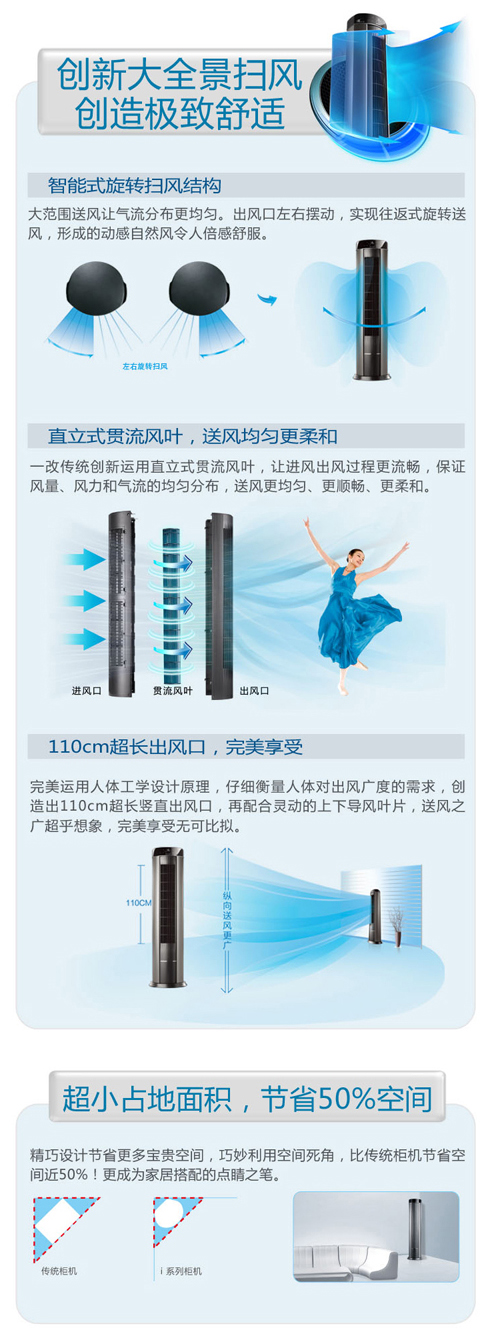 创新大全景扫风
创造极致舒适
智能式旋转扫风结构
大范围送风让气流分布更均匀。出风口左右摆动，实现往返式旋转送
风，形成的动感自然风令人倍感舒服。
左右旋转扫风
直立式贯流风叶，送风均匀更柔和
一改传统创新运用直立式贯流风叶，让进风出风过程更流畅，保证
风量、风力和气流的均匀分布，送风更均匀、更顺畅、更柔和。
进风口
贯流风叶
出风口
110cm超长出风口，完美享受
完美运用人体工学设计原理，仔细衡量人体对出风广度的需求，创
造出110cm超长竖直出风口，再配合灵动的上下导风叶片，送风之
广超乎想象，完美享受无可比拟。
110CM
纵向送风更广
超小占地面积，节省50%空间
精巧设计节省更多宝贵空间，巧妙利用空间死角，比传统柜机节省空
间近50%！更成为家居搭配的点睛之笔。
传统柜机
i 系列柜机